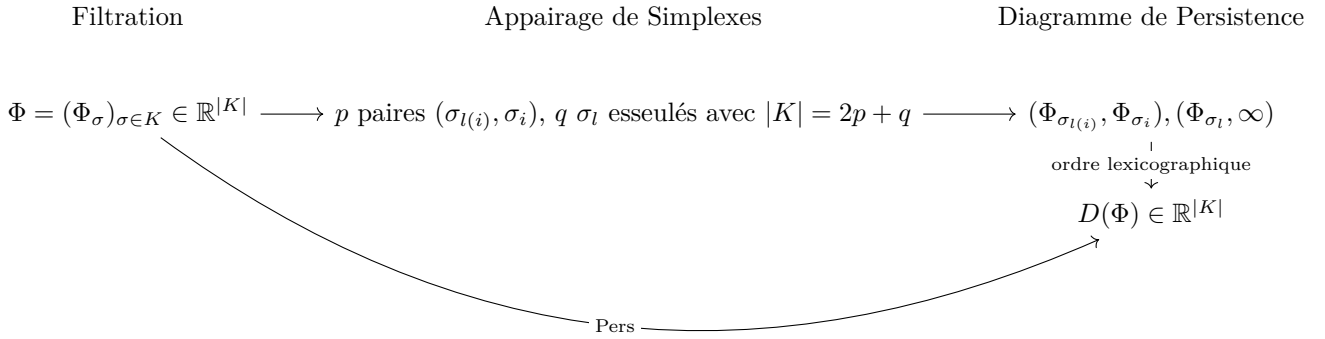 Filtration Appairage de Simplexes Diagramme de Persistence
Φ = (Φ_σ)_{σ∈K} ∈ ℝ^{|K|} ⟶ p paires (σ_{l(i)}, σ_i), q σ_l esseulés avec |K| = 2p + q ⟶ (Φ_{σ_{l(i)}}, Φ_{σ_i}), (Φ_{σ_l}, ∞)
ordre lexicographique
D(Φ) ∈ ℝ^{|K|}
Pers